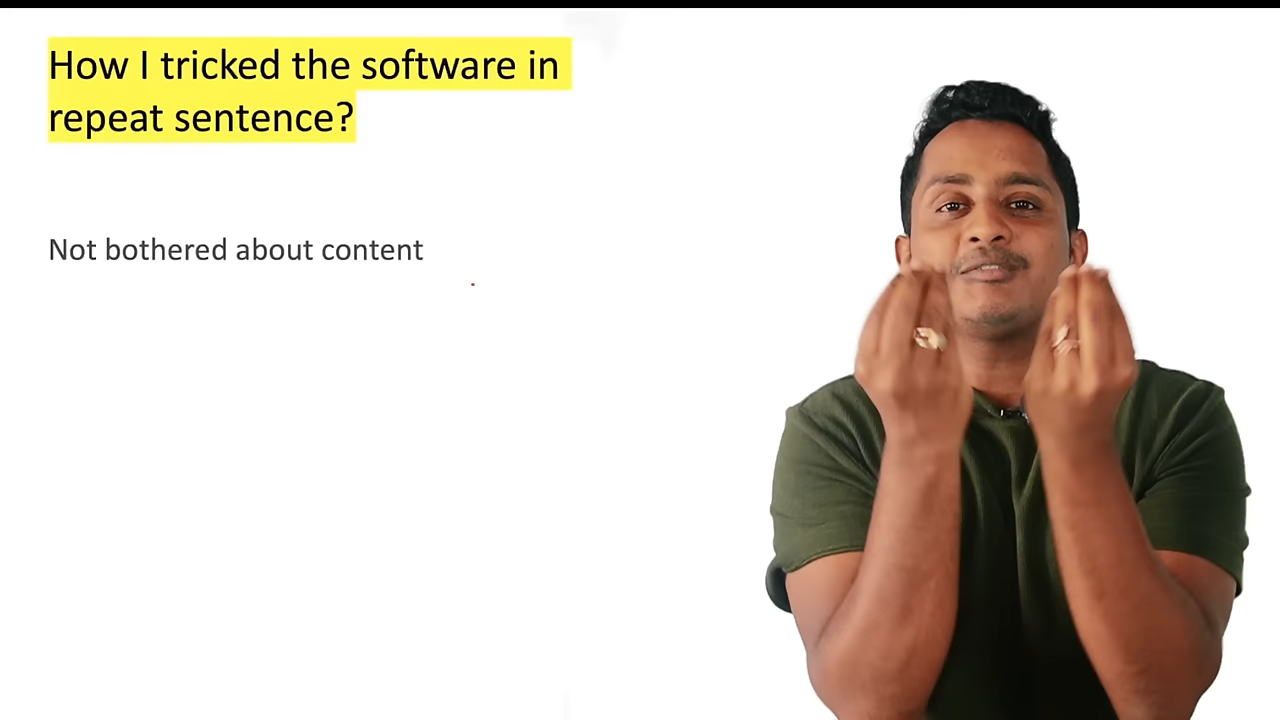 How I tricked the software in
repeat sentence?
Not bothered about content